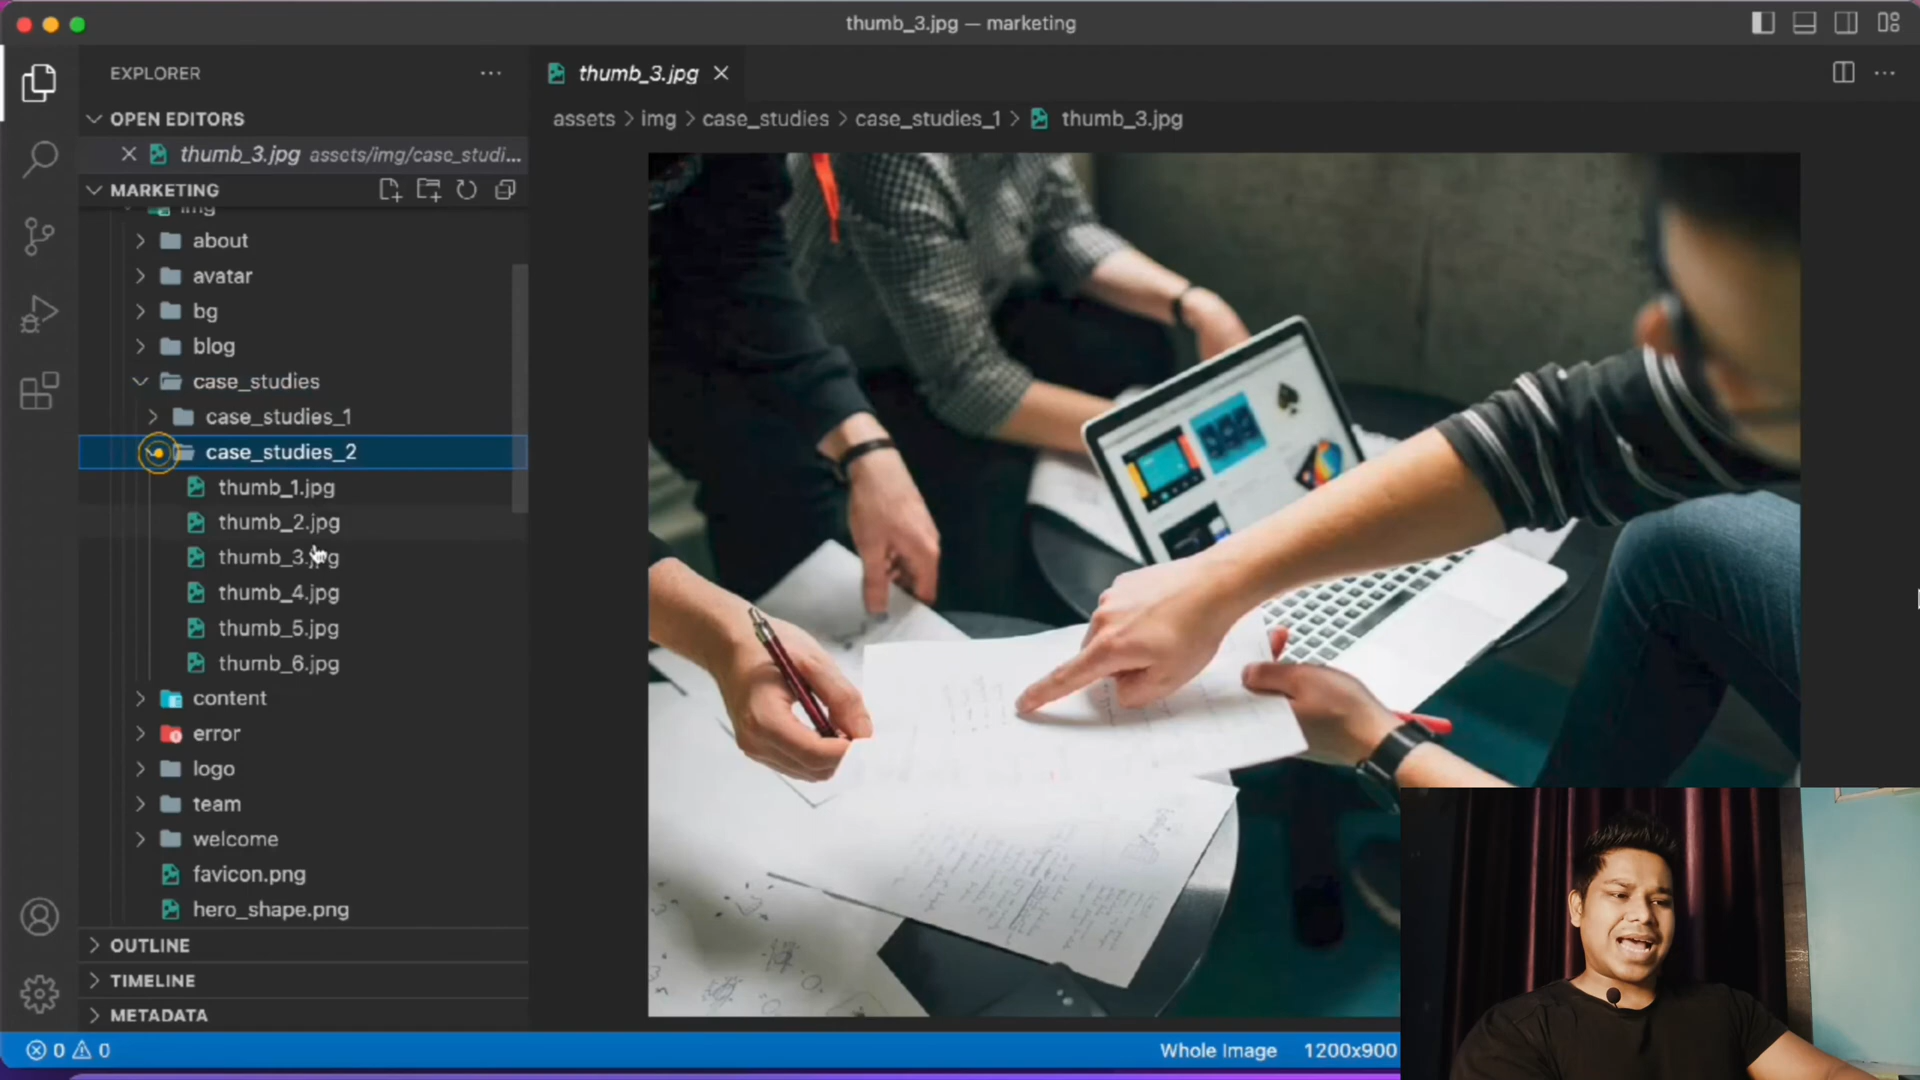 thumb_3.jpg — marketing
EXPLORER
thumb_3.jpg
OPEN EDITORS
assets > img > case_studies > case_studies_1 > thumb_3.jpg
thumb_3.jpg assets/img/case_studi...
MARKETING
img
about
avatar
bg
blog
case_studies
case_studies_1
case_studies_2
thumb_1.jpg
thumb_2.jpg
thumb_3.jpg
thumb_4.jpg
thumb_5.jpg
thumb_6.jpg
content
error
logo
team
welcome
favicon.png
hero_shape.png
OUTLINE
TIMELINE
METADATA
0 0
Whole Image 1200x900